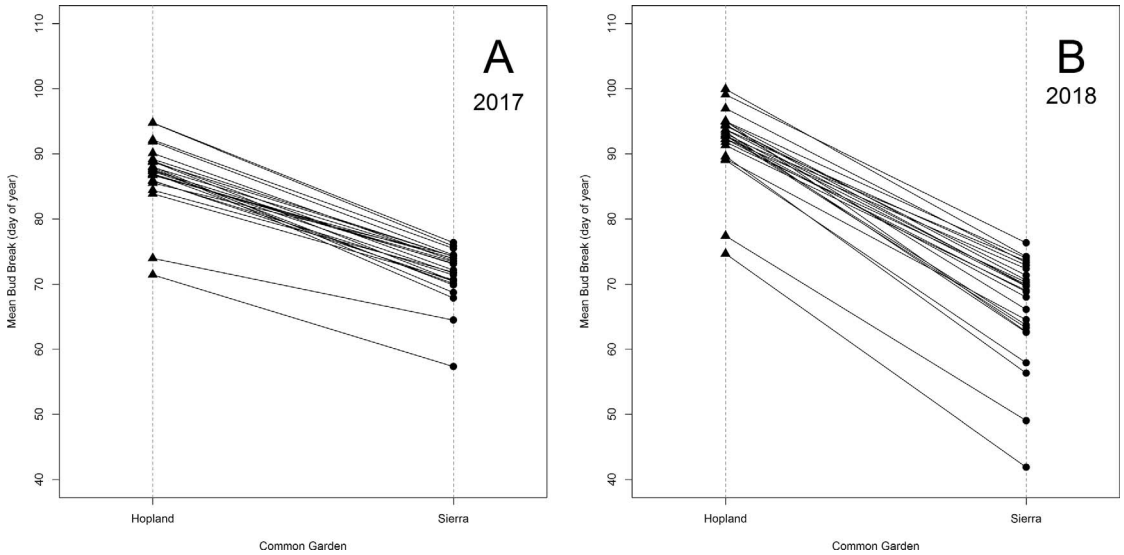 A
2017
Mean Bud Break (day of year)
110
100
90
80
70
60
50
40
Hopland
Sierra
Common Garden
B
2018
Mean Bud Break (day of year)
110
100
90
80
70
60
50
40
Hopland
Sierra
Common Garden